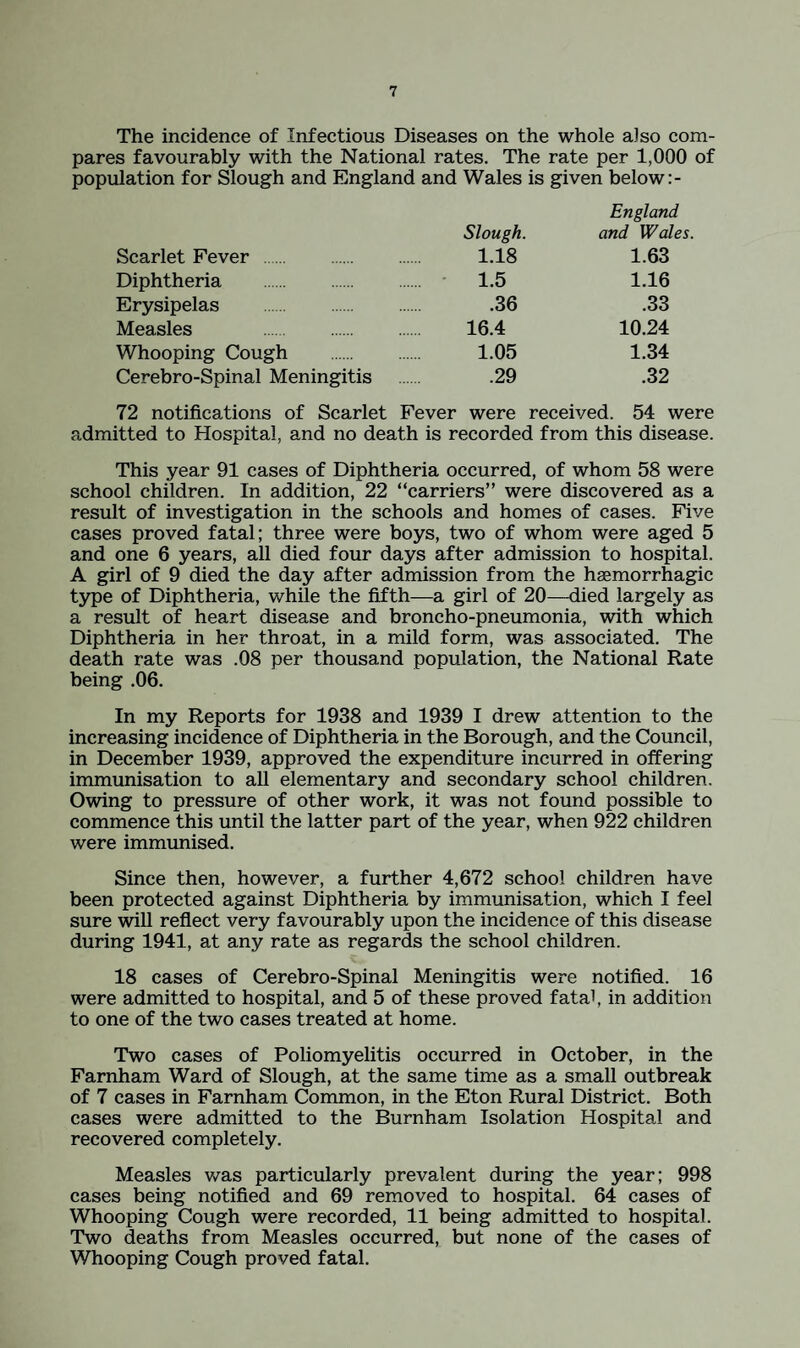 7
The incidence of Infectious Diseases on the whole also com-
pares favourably with the National rates. The rate per 1,000 of
population for Slough and England and Wales is given below:-
England
Slough. and Wales.
Scarlet Fever ...... ...... ...... 1.18 1.63
Diphtheria ...... ...... ...... 1.5 1.16
Erysipelas ...... ...... ...... .36 .33
Measles ...... ...... ...... 16.4 10.24
Whooping Cough ...... ...... 1.05 1.34
Cerebro-Spinal Meningitis ...... .29 .32
72 notifications of Scarlet Fever were received. 54 were
admitted to Hospital, and no death is recorded from this disease.
This year 91 cases of Diphtheria occurred, of whom 58 were
school children. In addition, 22 “carriers” were discovered as a
result of investigation in the schools and homes of cases. Five
cases proved fatal; three were boys, two of whom were aged 5
and one 6 years, all died four days after admission to hospital.
A girl of 9 died the day after admission from the hæmorrhagic
type of Diphtheria, while the fifth—a girl of 20—died largely as
a result of heart disease and broncho-pneumonia, with which
Diphtheria in her throat, in a mild form, was associated. The
death rate was .08 per thousand population, the National Rate
being .06.
In my Reports for 1938 and 1939 I drew attention to the
increasing incidence of Diphtheria in the Borough, and the Council,
in December 1939, approved the expenditure incurred in offering
immunisation to all elementary and secondary school children.
Owing to pressure of other work, it was not found possible to
commence this until the latter part of the year, when 922 children
were immunised.
Since then, however, a further 4,672 school children have
been protected against Diphtheria by immunisation, which I feel
sure will reflect very favourably upon the incidence of this disease
during 1941, at any rate as regards the school children.
18 cases of Cerebro-Spinal Meningitis were notified. 16
were admitted to hospital, and 5 of these proved fatal, in addition
to one of the two cases treated at home.
Two cases of Poliomyelitis occurred in October, in the
Farnham Ward of Slough, at the same time as a small outbreak
of 7 cases in Farnham Common, in the Eton Rural District. Both
cases were admitted to the Burnham Isolation Hospital and
recovered completely.
Measles was particularly prevalent during the year; 998
cases being notified and 69 removed to hospital. 64 cases of
Whooping Cough were recorded, 11 being admitted to hospital.
Two deaths from Measles occurred, but none of the cases of
Whooping Cough proved fatal.